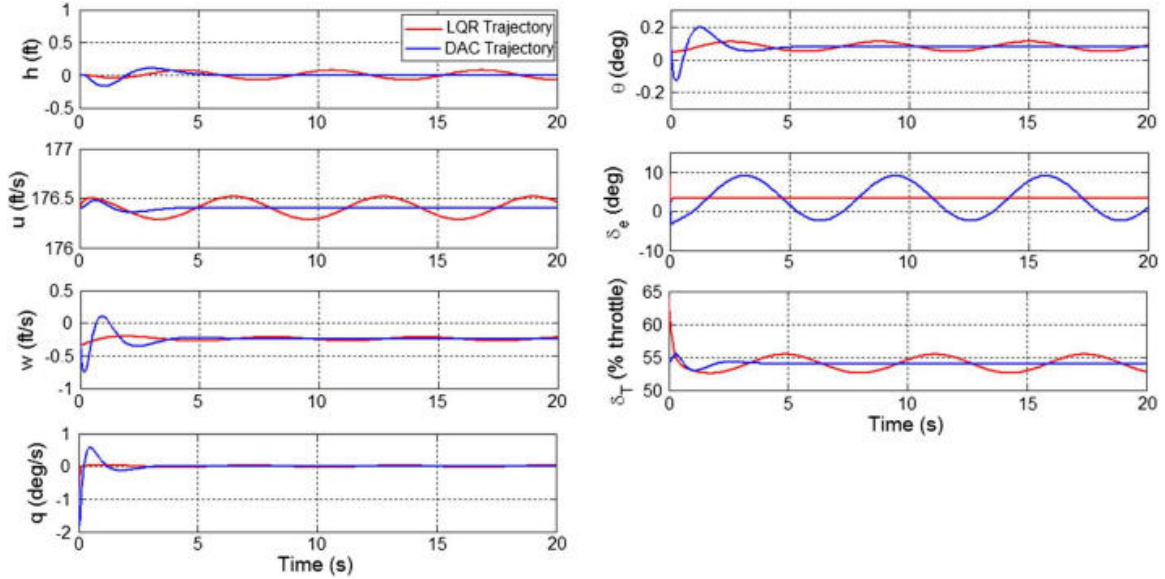 h (ft)
1
0.5
0
-0.5
0 5 10 15 20
LQR Trajectory
DAC Trajectory
u (ft/s)
177
176.5
176
0 5 10 15 20
w (ft/s)
0.5
0
-0.5
-1
0 5 10 15 20
q (deg/s)
1
0
-1
-2
0 5 10 15 20
Time (s)
θ (deg)
0.2
0
0.2
0 5 10 15 20
δe (deg)
10
0
-10
0 5 10 15 20
δT (% throttle)
65
60
55
50
0 5 10 15 20
Time (s)